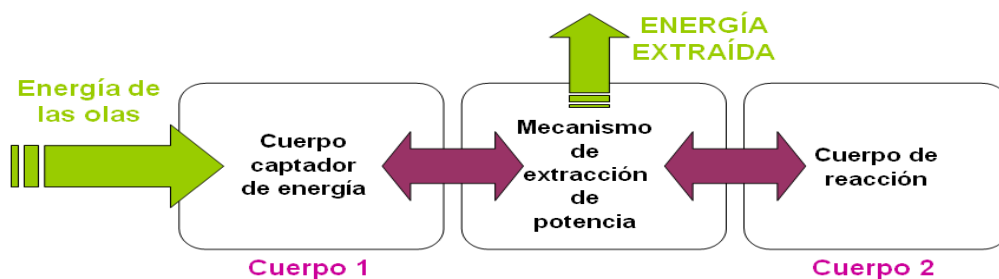 ENERGÍA
EXTRAÍDA
Energía de
las olas
Cuerpo
captador
de energía
Mecanismo
de
extracción
de
potencia
Cuerpo de
reacción
Cuerpo 1
Cuerpo 2